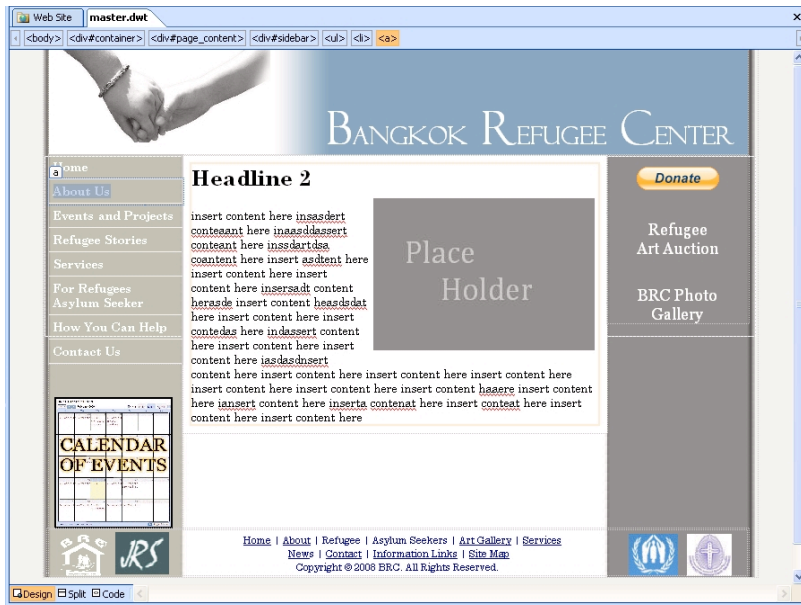 Web Site
master.dwt
<body> <div#container> <div#page_content> <div#sidebar> <ul> <li> <a>
BANGKOK REFUGEE CENTER
a
Home
About Us
Events and Projects
Refugee Stories
Services
For Refugees
Asylum Seeker
How You Can Help
Contact Us
CALENDAR
OF EVENTS
BRC
JRS
Headline 2
insert content here insasdert
conteaant here inaasddassert
conteant here inssdartdsa
coantent here insert asdtent here
insert content here insert
content here insersadt content
herasde insert content heasdsdat
here insert content here insert
contedas here indassert content
here insert content here insert
content here iasdasdnsert
content here insert content here insert content here insert content here
insert content here insert content here insert content haaere insert content
here iansert content here inserta contenat here insert conteat here insert
content here insert content here
Place
Holder
Donate
Refugee
Art Auction
BRC Photo
Gallery
Home | About | Refugee | Asylum Seekers | Art Gallery | Services
News | Contact | Information Links | Site Map
Copyright © 2008 BRC. All Rights Reserved.
Design Split Code